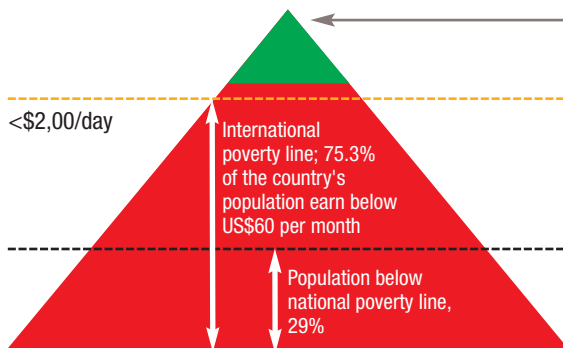 <$2,00/day
International
poverty line; 75.3%
of the country's
population earn below
US$60 per month
Population below
national poverty line,
29%